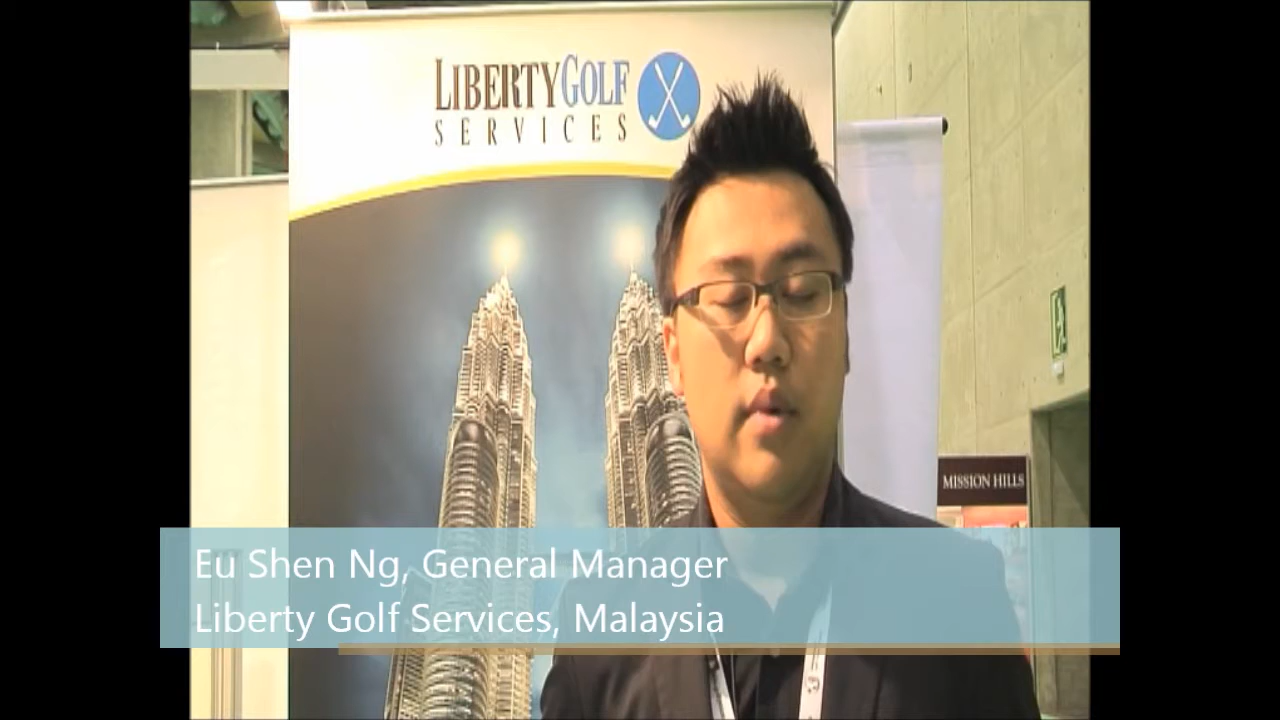 LIBERTYGOLF
SERVICES
MISSION HILLS
Eu Shen Ng, General Manager
Liberty Golf Services, Malaysia